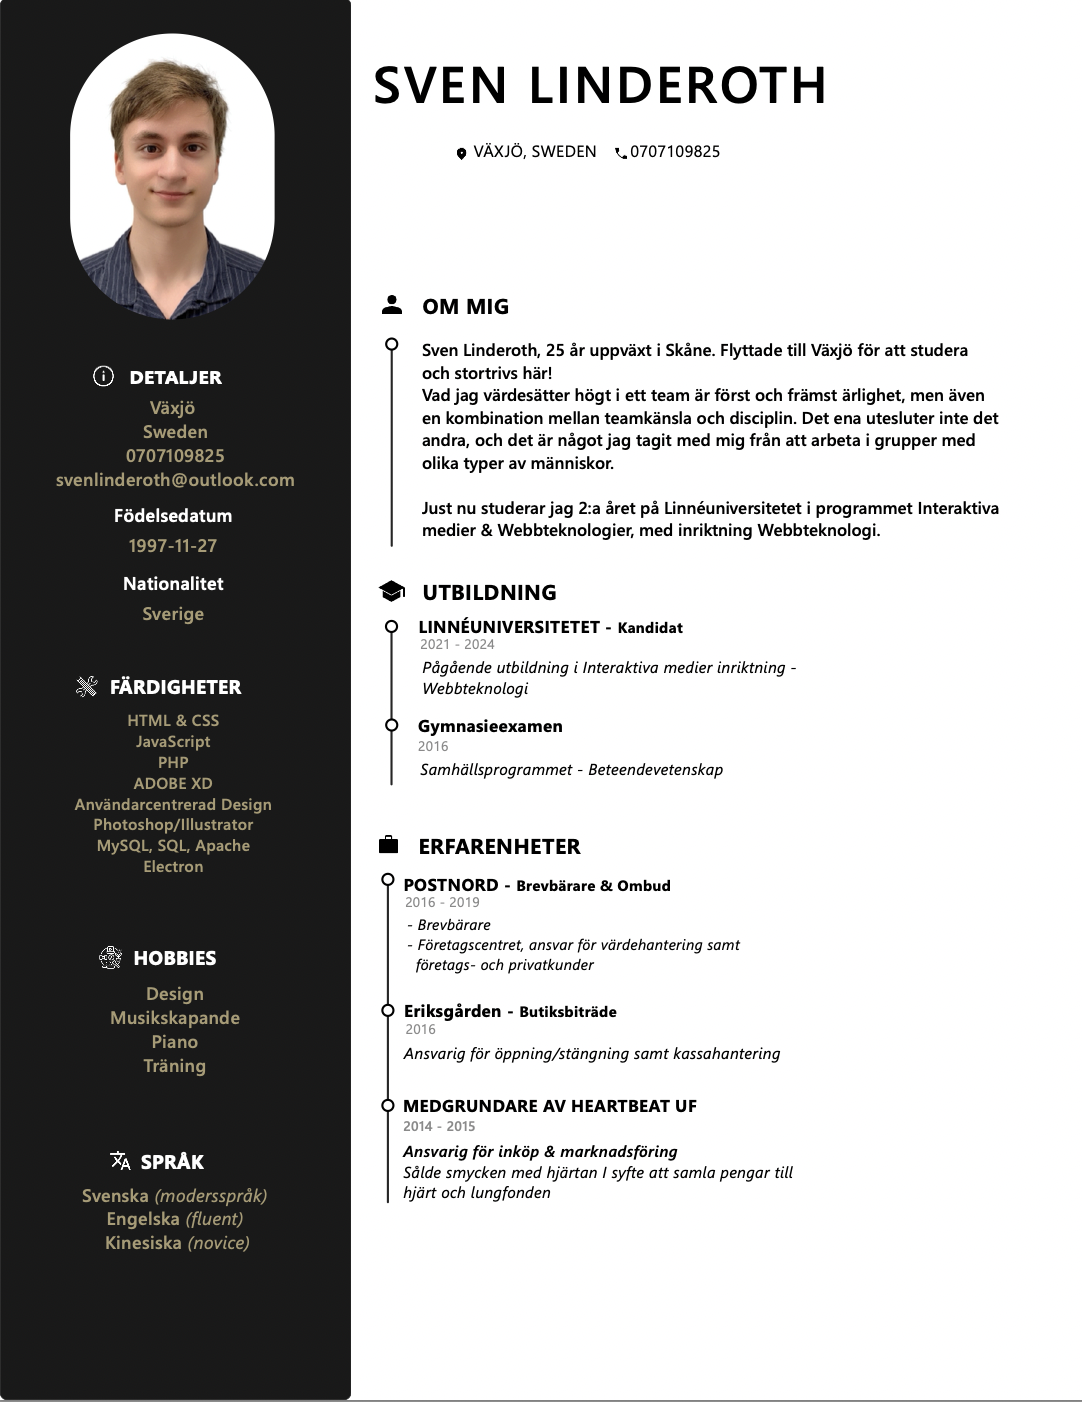 SVEN LINDEROTH
VÄXJÖ, SWEDEN 0707109825
DETALJER
Växjö
Sweden
0707109825
svenlinderoth@outlook.com
Födelsedatum
1997-11-27
Nationalitet
Sverige
FÄRDIGHETER
HTML & CSS
JavaScript
PHP
ADOBE XD
Användarcentrerad Design
Photoshop/Illustrator
MySQL, SQL, Apache
Electron
HOBBIES
Design
Musikskapande
Piano
Träning
SPRÅK
Svenska (modersspråk)
Engelska (fluent)
Kinesiska (novice)
OM MIG
Sven Linderoth, 25 år uppväxt i Skåne. Flyttade till Växjö för att studera
och stortrivs här!
Vad jag värdesätter högt i ett team är först och främst ärlighet, men även
en kombination mellan teamkänsla och disciplin. Det ena utesluter inte det
andra, och det är något jag tagit med mig från att arbeta i grupper med
olika typer av människor.
Just nu studerar jag 2:a året på Linnéuniversitetet i programmet Interaktiva
medier & Webbteknologier, med inriktning Webbteknologi.
UTBILDNING
LINNÉUNIVERSITETET - Kandidat
2021 - 2024
Pågående utbildning i Interaktiva medier inriktning -
Webbteknologi
Gymnasieexamen
2016
Samhällsprogrammet - Beteendevetenskap
ERFARENHETER
POSTNORD - Brevbärare & Ombud
2016 - 2019
- Brevbärare
- Företagscentret, ansvar för värdehantering samt
företags- och privatkunder
Eriksgården - Butiksbiträde
2016
Ansvarig för öppning/stängning samt kassahantering
MEDGRUNDARE AV HEARTBEAT UF
2014 - 2015
Ansvarig för inköp & marknadsföring
Sålde smycken med hjärtan I syfte att samla pengar till
hjärt och lungfonden